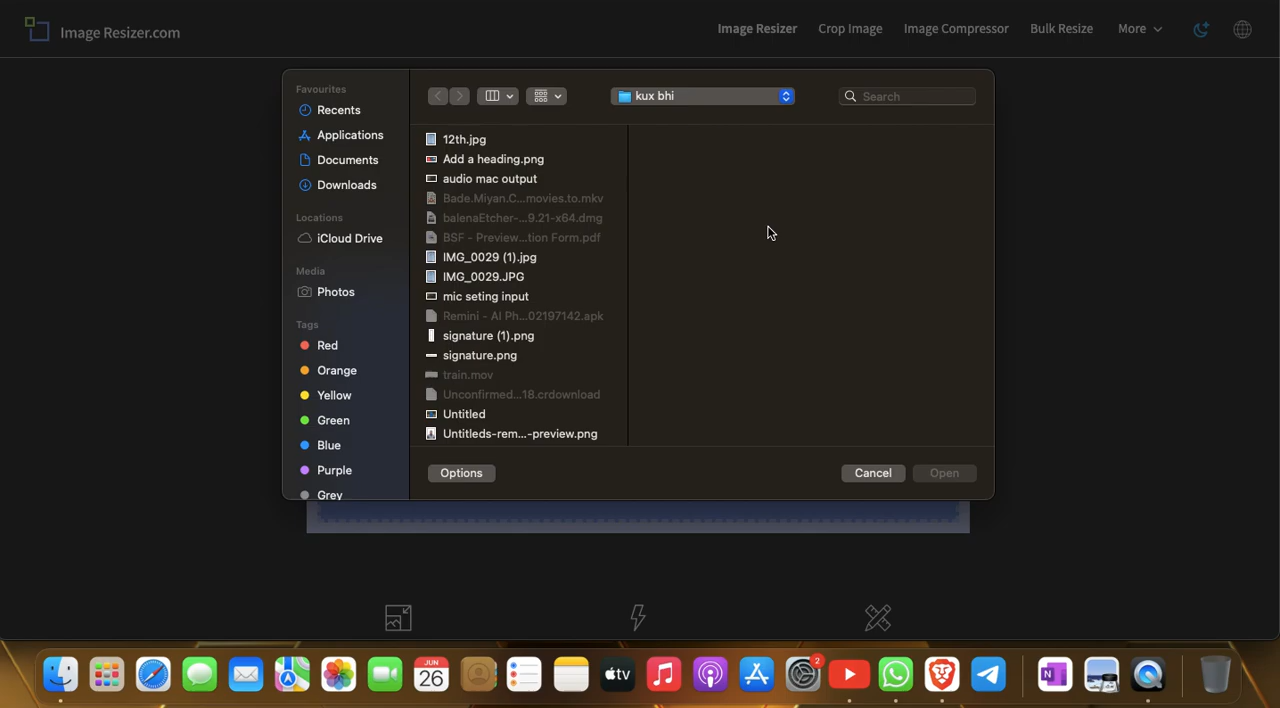 Image Resizer.com
Image Resizer
Crop Image
Image Compressor
Bulk Resize
More
Favourites
Recents
Applications
Documents
Downloads
Locations
iCloud Drive
Media
Photos
Tags
Red
Orange
Yellow
Green
Blue
Purple
Grey
kux bhi
Search
12th.jpg
Add a heading.png
audio mac output
Bade.Miyan.C...movies.to.mkv
balenaEtcher-...9.21-x64.dmg
BSF - Preview...tion Form.pdf
IMG_0029 (1).jpg
IMG_0029.JPG
mic seting input
Remini - AI Ph...02197142.apk
signature (1).png
signature.png
train.mov
Unconfirmed...18.crdownload
Untitled
Untitleds-rem...-preview.png
Options
Cancel
Open
JUN
26
tv
2
N